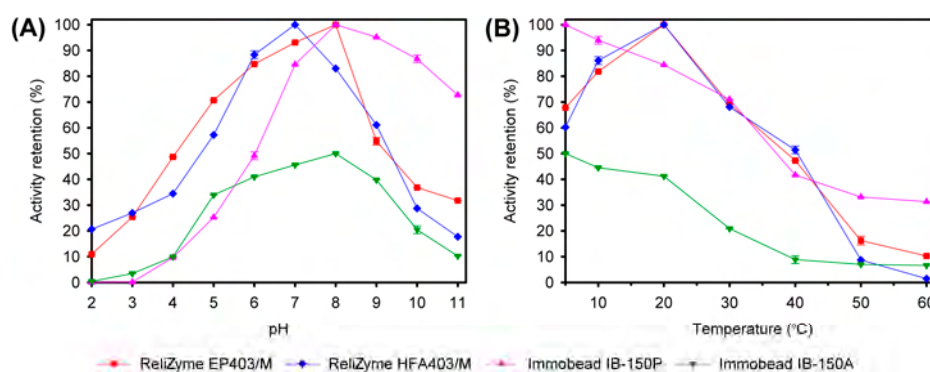 (A)
Activity retention (%)
100
90
80
70
60
50
40
30
20
10
0
2 3 4 5 6 7 8 9 10 11
pH
(B)
Activity retention (%)
100
90
80
70
60
50
40
30
20
10
0
10 20 30 40 50 60
Temperature (°C)
ReliZyme EP403/M ReliZyme HFA403/M Immobead IB-150P Immobead IB-150A